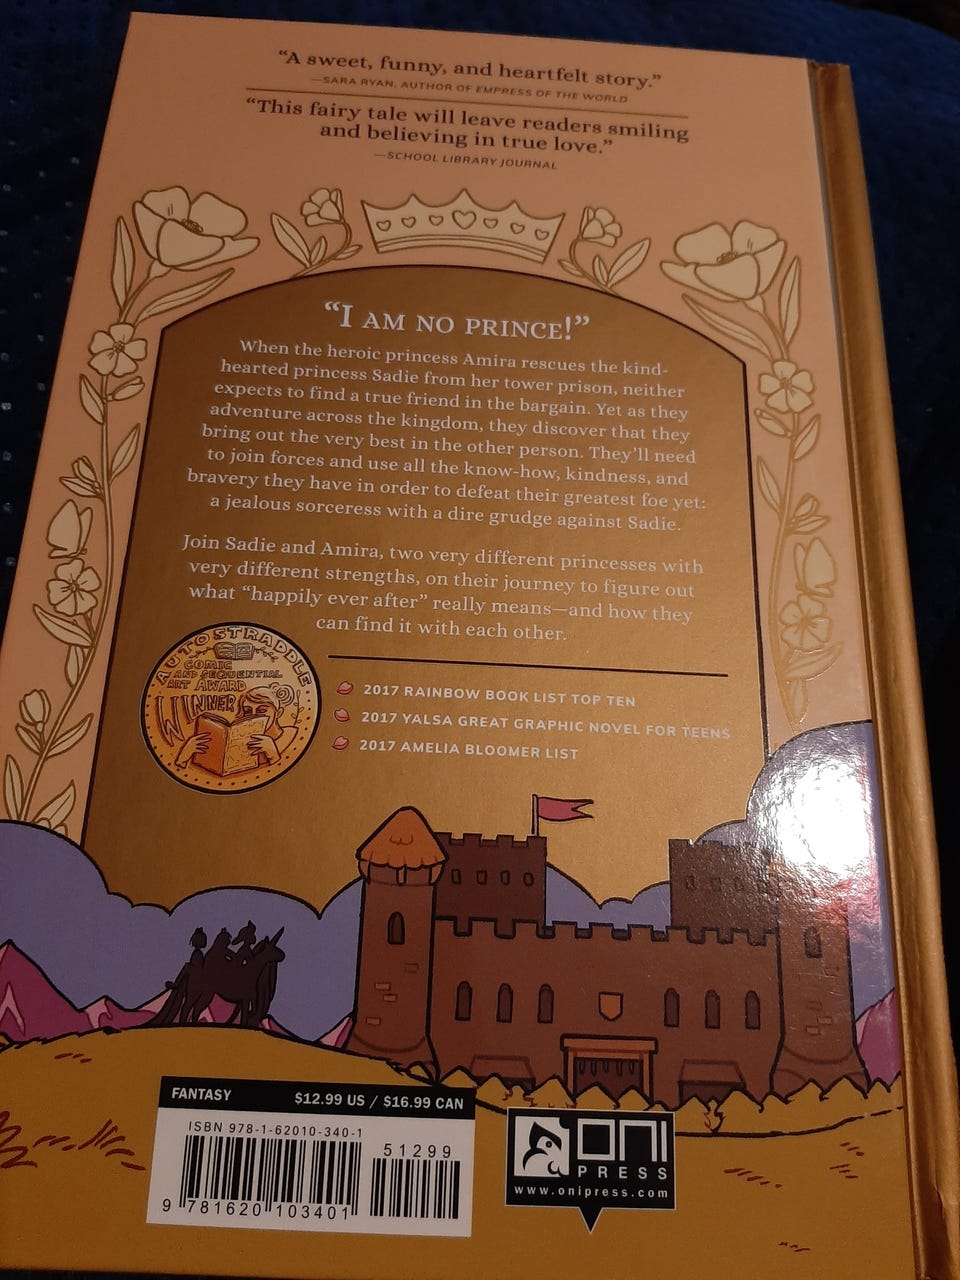 “A sweet, funny, and heartfelt story.”
—SARA RYAN, AUTHOR OF EMPRESS OF THE WORLD
“This fairy tale will leave readers smiling
and believing in true love.”
—SCHOOL LIBRARY JOURNAL
“I AM NO PRINCE!”
When the heroic princess Amira rescues the kind-
hearted princess Sadie from her tower prison, neither
expects to find a true friend in the bargain. Yet as they
adventure across the kingdom, they discover that they
bring out the very best in the other person. They’ll need
to join forces and use all the know-how, kindness, and
bravery they have in order to defeat their greatest foe yet:
a jealous sorceress with a dire grudge against Sadie.
Join Sadie and Amira, two very different princesses with
very different strengths, on their journey to figure out
what “happily ever after” really means—and how they
can find it with each other.
AUTOSTRADDLE
COMIC
AND SEQUENTIAL
ART AWARD
WINNER
2017 RAINBOW BOOK LIST TOP TEN
2017 YALSA GREAT GRAPHIC NOVEL FOR TEENS
2017 AMELIA BLOOMER LIST
FANTASY $12.99 US / $16.99 CAN
ISBN 978-1-62010-340-1
51299
9 781620 103401
ONI
PRESS
www.onipress.com